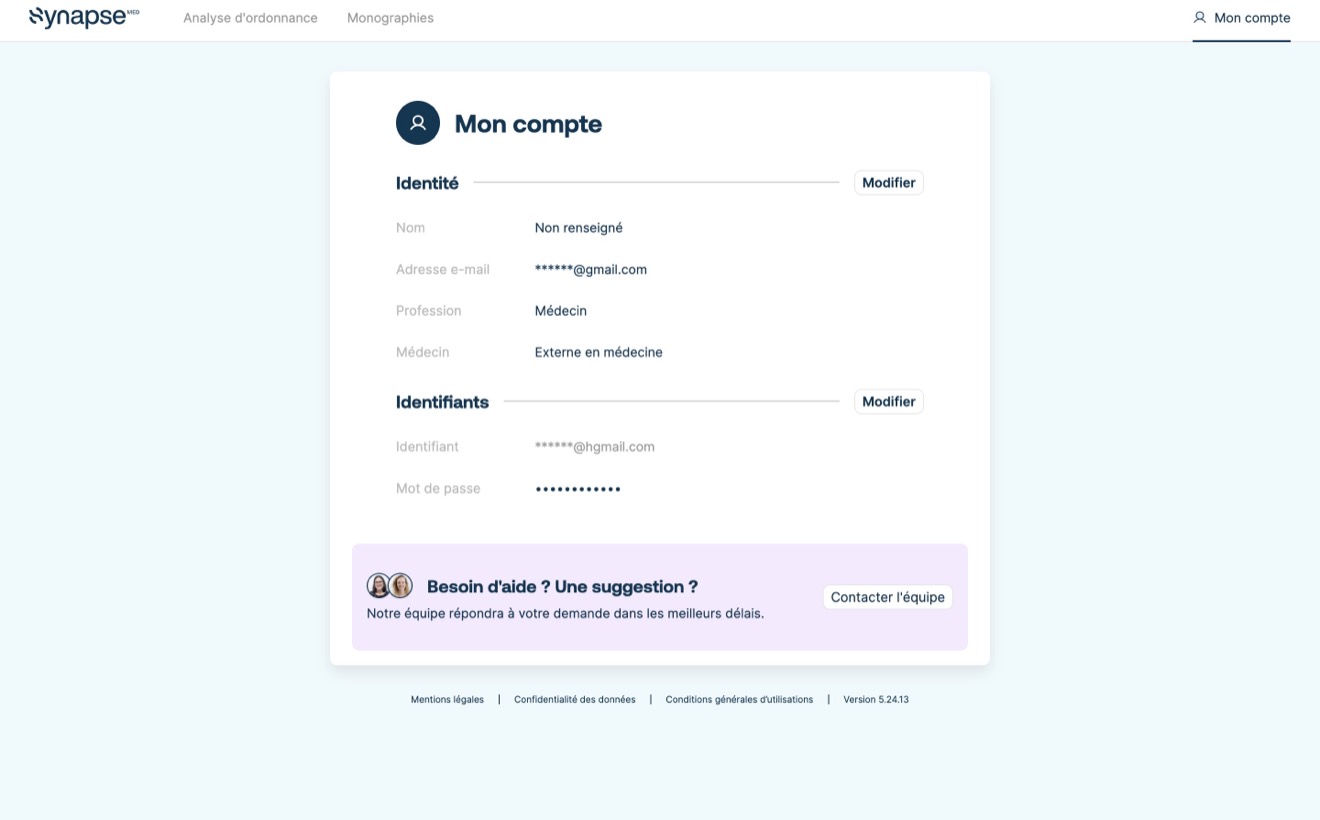 Synapse MED
Analyse d'ordonnance
Monographies
Mon compte
Mon compte
Identité
Modifier
Nom
Non renseigné
Adresse e-mail
******@gmail.com
Profession
Médecin
Médecin
Externe en médecine
Identifiants
Modifier
Identifiant
******@hgmail.com
Mot de passe
••••••••••••
Besoin d'aide ? Une suggestion ?
Notre équipe répondra à votre demande dans les meilleurs délais.
Contacter l'équipe
Mentions légales | Confidentialité des données | Conditions générales d'utilisations | Version 5.24.13